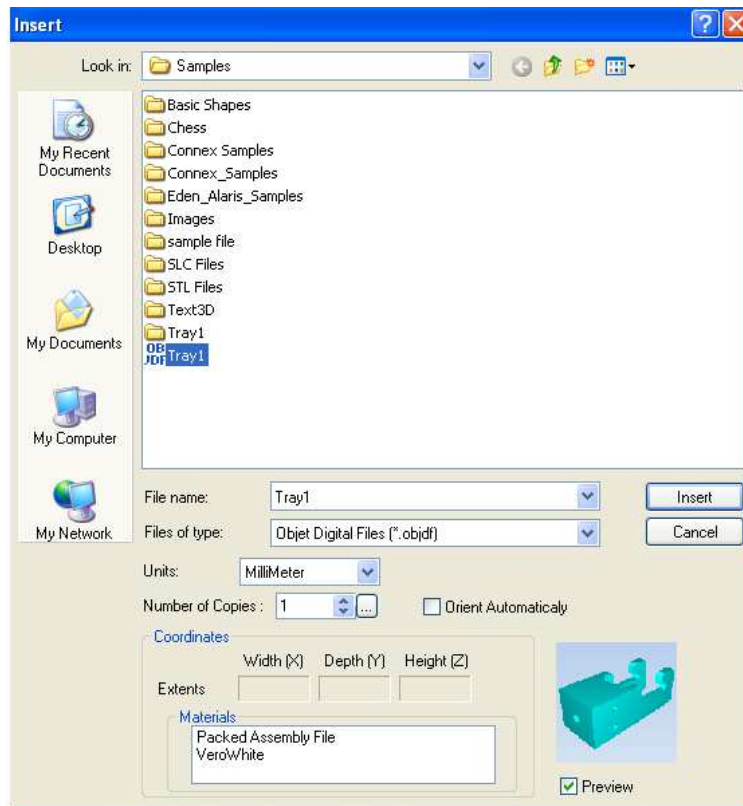 Insert
Look in: Samples
Basic Shapes
Chess
Connex Samples
Connex_Samples
Eden_Alaris_Samples
Images
sample file
SLC Files
STL Files
Text3D
Tray1
OB
JDF Tray1
My Recent
Documents
Desktop
My Documents
My Computer
My Network
File name: Tray1 Insert
Files of type: Objet Digital Files (*.objdf) Cancel
Units: MilliMeter
Number of Copies : 1 ... Orient Automaticaly
Coordinates
Width (X) Depth (Y) Height (Z)
Extents
Materials
Packed Assembly File
VeroWhite
Preview